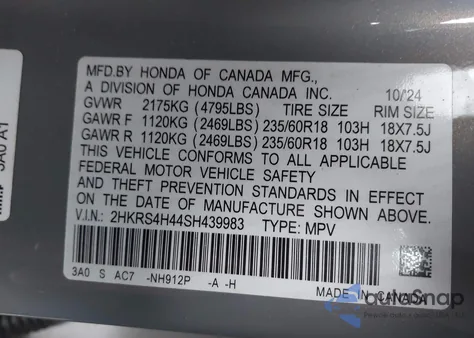 MFD.BY HONDA OF CANADA MFG.,
A DIVISION OF HONDA CANADA INC. 10/24
GVWR 2175KG (4795LBS) TIRE SIZE RIM SIZE
GAWR F 1120KG (2469LBS) 235/60R18 103H 18X7.5J
GAWR R 1120KG (2469LBS) 235/60R18 103H 18X7.5J
THIS VEHICLE CONFORMS TO ALL APPLICABLE
FEDERAL MOTOR VEHICLE SAFETY
AND THEFT PREVENTION STANDARDS IN EFFECT
ON THE DATE OF MANUFACTURE SHOWN ABOVE.
V.I.N.: 2HKRS4H44SH439983 TYPE: MPV
3A0 S AC7 -NH912P -A -H
MADE IN CANADA
3A0 A1
autoSnap